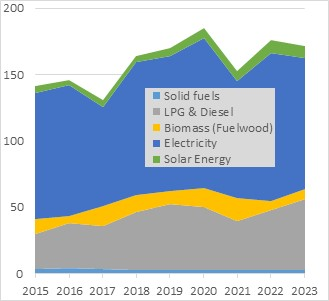 200
150
100
50
0
Solid fuels
LPG & Diesel
Biomass (Fuelwood)
Electricity
Solar Energy
2015 2016 2017 2018 2019 2020 2021 2022 2023